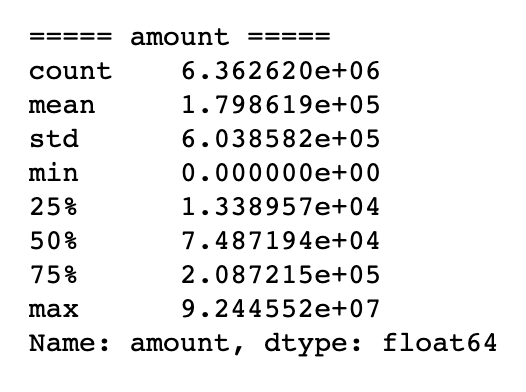 ===== amount =====
count    6.362620e+06
mean     1.798619e+05
std      6.038582e+05
min      0.000000e+00
25%      1.338957e+04
50%      7.487194e+04
75%      2.087215e+05
max      9.244552e+07
Name: amount, dtype: float64